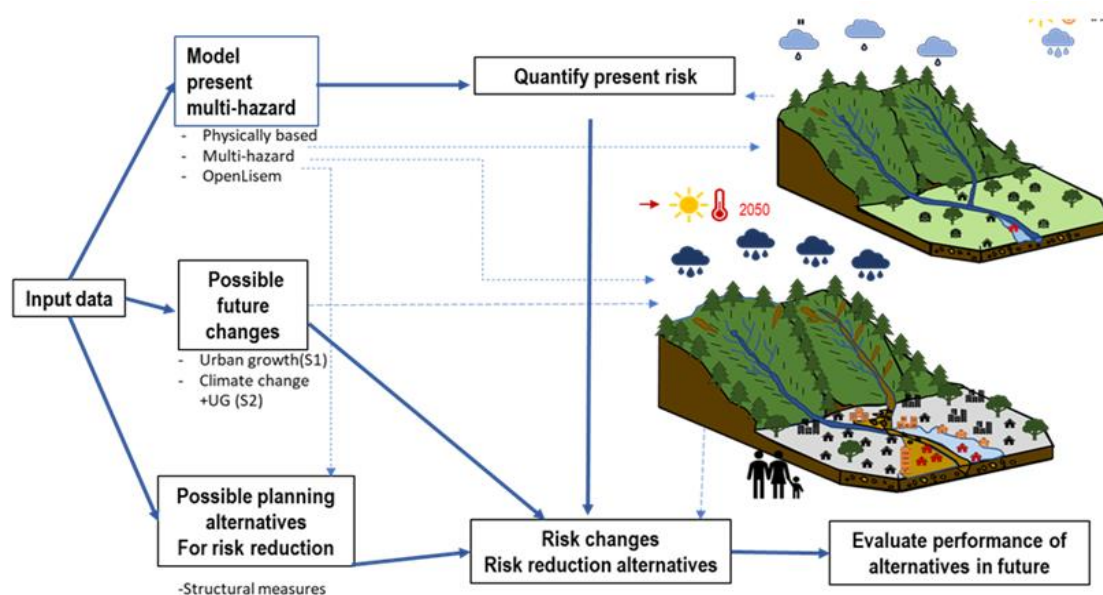 Model
present
multi-hazard
- Physically based
- Multi-hazard
- OpenLisem
Quantify present risk
2050
Input data
Possible
future
changes
- Urban growth(S1)
- Climate change
+UG (S2)
Possible planning
alternatives
For risk reduction
-Structural measures
Risk changes
Risk reduction alternatives
Evaluate performance of
alternatives in future